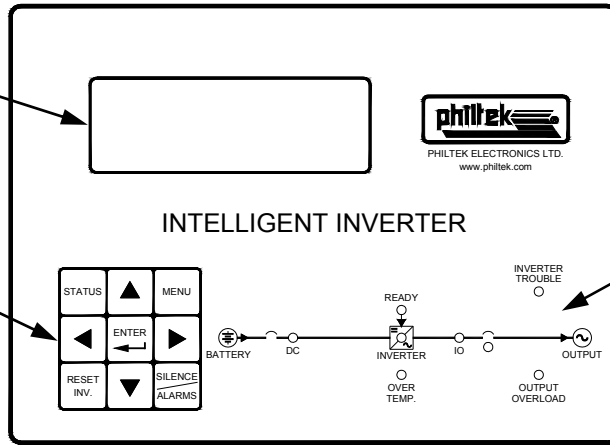 philtek
PHILTEK ELECTRONICS LTD.
www.philtek.com
INTELLIGENT INVERTER
STATUS
MENU
ENTER
RESET
INV.
SILENCE
ALARMS
BATTERY
DC
READY
INVERTER
OVER
TEMP.
IO
INVERTER
TROUBLE
OUTPUT
OUTPUT
OVERLOAD